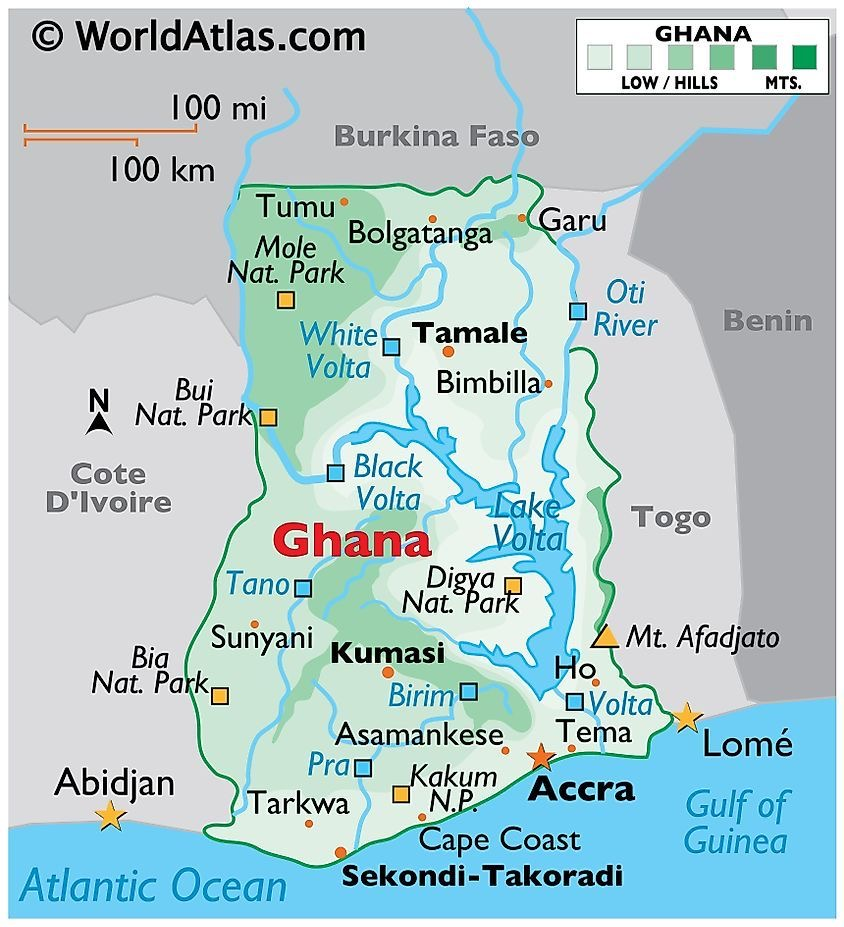 © WorldAtlas.com
GHANA
LOW / HILLS MTS.
100 mi
100 km
Burkina Faso
Tumu
Bolgatanga
Garu
Mole
Nat. Park
Oti
River
White
Volta
Tamale
Benin
Bimbilla
Bui
Nat. Park
N
Cote
D'Ivoire
Black
Volta
Lake
Volta
Togo
Ghana
Tano
Digya
Nat. Park
Sunyani
Mt. Afadjato
Kumasi
Bia
Nat. Park
Ho
Birim
Volta
Asamankese
Tema
Lomé
Pra
Kakum
N.P.
Accra
Abidjan
Tarkwa
Gulf of
Guinea
Cape Coast
Sekondi-Takoradi
Atlantic Ocean